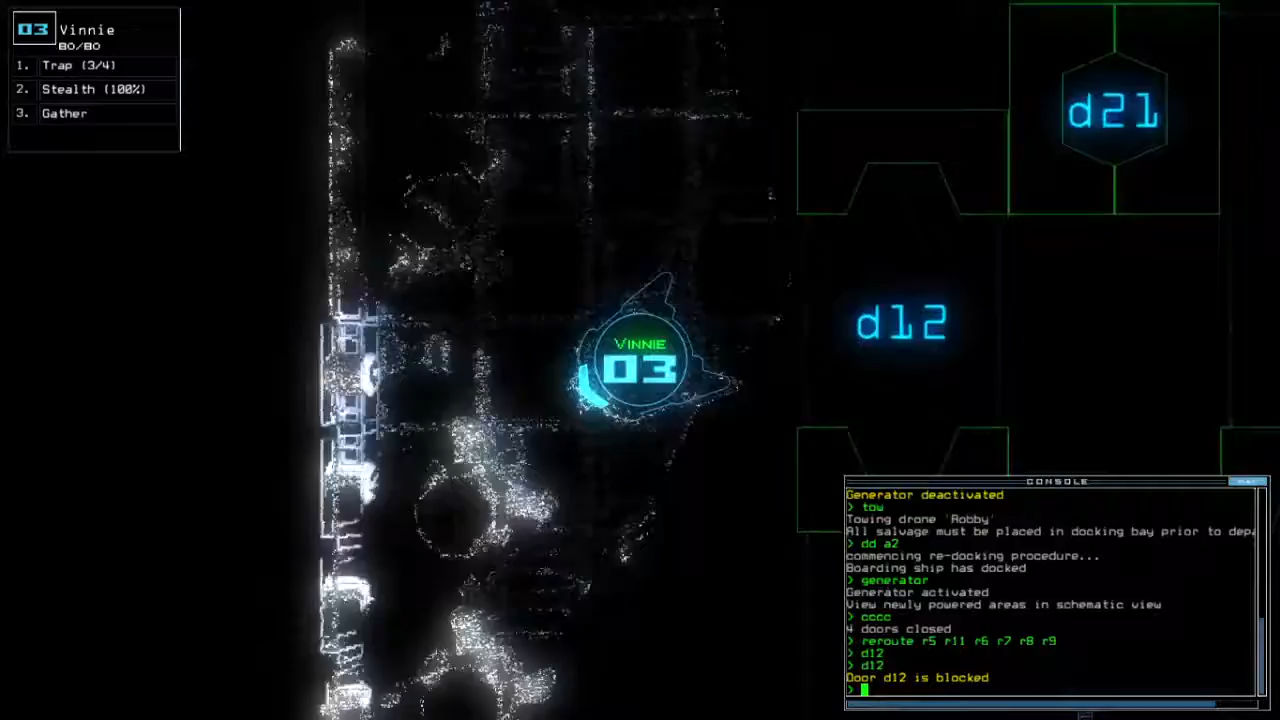 03 Vinnie
80/80
1. Trap (3/4)
2. Stealth (100%)
3. Gather
d21
d12
VINNIE
03
CONSOLE
Generator deactivated
> tow
Towing drone 'Robby'
All salvage must be placed in docking bay prior to depa
> dd a2
commencing re-docking procedure...
Boarding ship has docked
> generator
Generator activated
View newly powered areas in schematic view
> cccc
4 doors closed
> reroute r5 r11 r6 r7 r8 r9
> d12
> d12
Door d12 is blocked
>